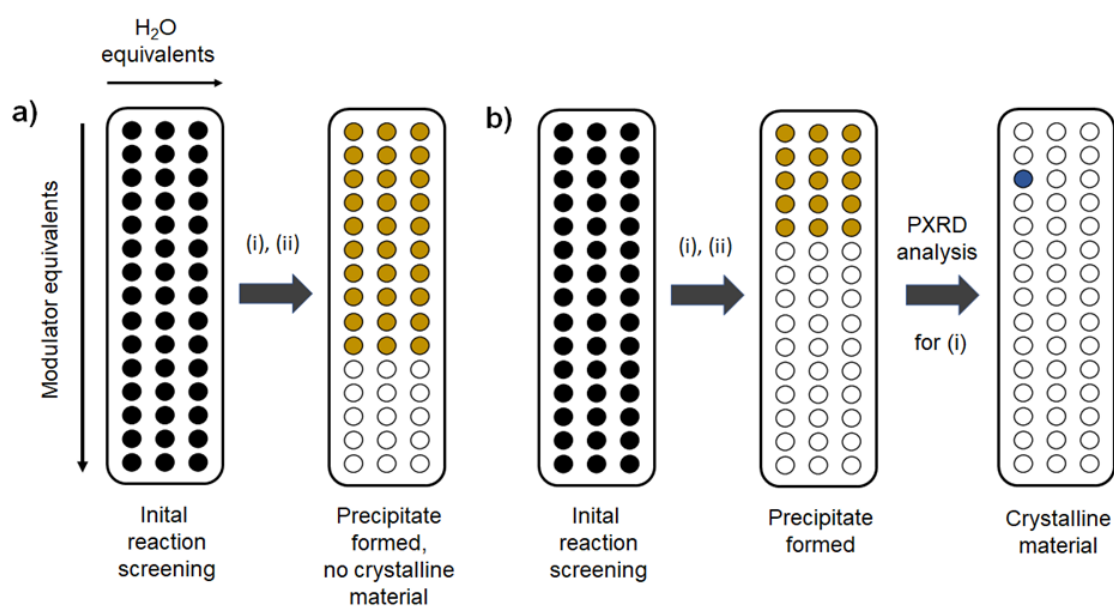 H₂O
equivalents
a)
Modulator equivalents
(i), (ii)
Inital
reaction
screening
Precipitate
formed,
no crystalline
material
b)
(i), (ii)
PXRD
analysis
for (i)
Inital
reaction
screening
Precipitate
formed
Crystalline
material